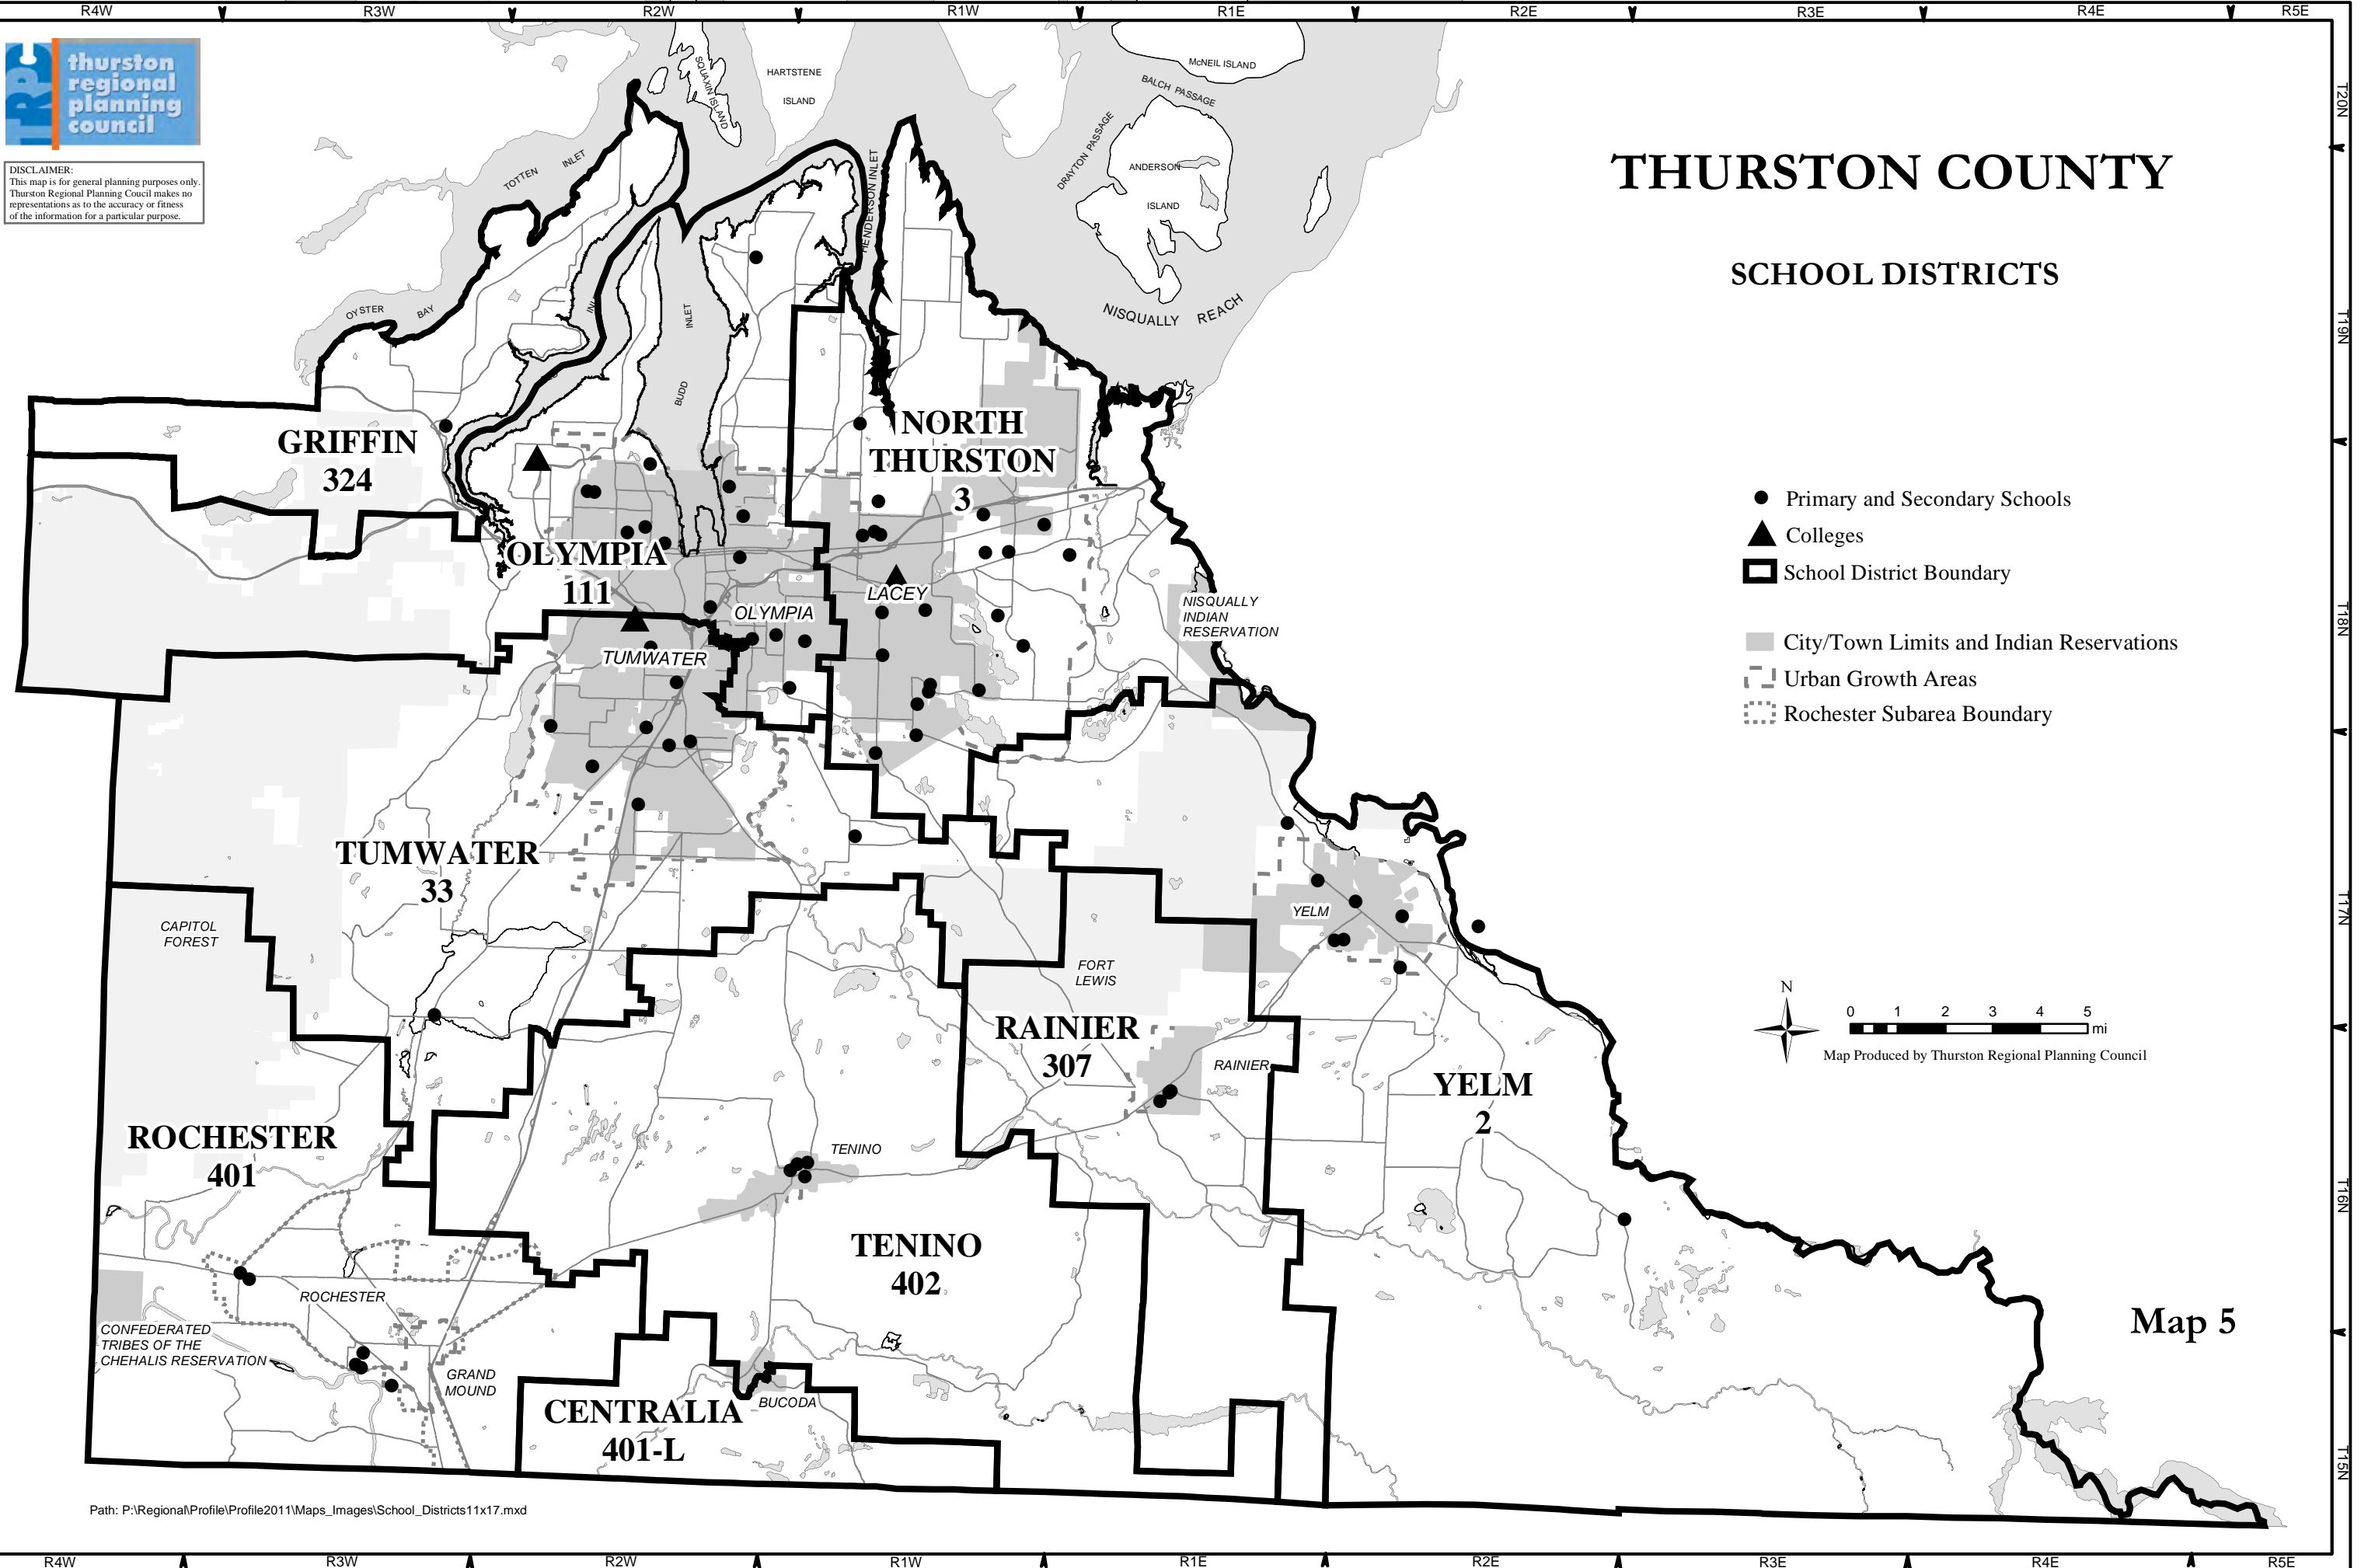 R4W R3W R2W R1W R1E R2E R3E R4E R5E
TRPC
thurston
regional
planning
council
DISCLAIMER:
This map is for general planning purposes only.
Thurston Regional Planning Coucil makes no
representations as to the accuracy or fitness
of the information for a particular purpose.
THURSTON COUNTY
SCHOOL DISTRICTS
SQUAXIN ISLAND
HARTSTENE
ISLAND
McNEIL ISLAND
BALCH PASSAGE
DRAYTON PASSAGE
ANDERSON
ISLAND
TOTTEN INLET
HENDERSON INLET
OYSTER BAY
BUDD INLET
NISQUALLY REACH
T20N
T19N
T18N
T17N
T16N
T15N
GRIFFIN
324
NORTH
THURSTON
3
OLYMPIA
111
OLYMPIA
LACEY
TUMWATER
NISQUALLY
INDIAN
RESERVATION
Primary and Secondary Schools
Colleges
School District Boundary
City/Town Limits and Indian Reservations
Urban Growth Areas
Rochester Subarea Boundary
TUMWATER
33
CAPITOL
FOREST
YELM
FORT
LEWIS
RAINIER
307
RAINIER
YELM
2
N
0 1 2 3 4 5
mi
Map Produced by Thurston Regional Planning Council
ROCHESTER
401
TENINO
TENINO
402
ROCHESTER
CONFEDERATED
TRIBES OF THE
CHEHALIS RESERVATION
GRAND
MOUND
CENTRALIA
401-L
BUCODA
Map 5
Path: P:\Regional\Profile\Profile2011\Maps_Images\School_Districts11x17.mxd
R4W R3W R2W R1W R1E R2E R3E R4E R5E